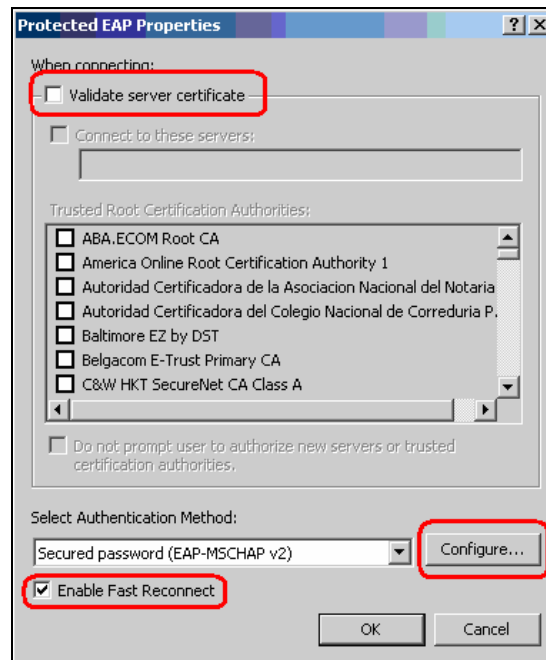 Protected EAP Properties
When connecting:
Validate server certificate
Connect to these servers:
Trusted Root Certification Authorities:
ABA.ECOM Root CA
America Online Root Certification Authority 1
Autoridad Certificadora de la Asociacion Nacional del Notaria
Autoridad Certificadora del Colegio Nacional de Correduria P.
Baltimore EZ by DST
Belgacom E-Trust Primary CA
C&W HKT SecureNet CA Class A
Do not prompt user to authorize new servers or trusted
certification authorities.
Select Authentication Method:
Secured password (EAP-MSCHAP v2)
Configure...
Enable Fast Reconnect
OK
Cancel